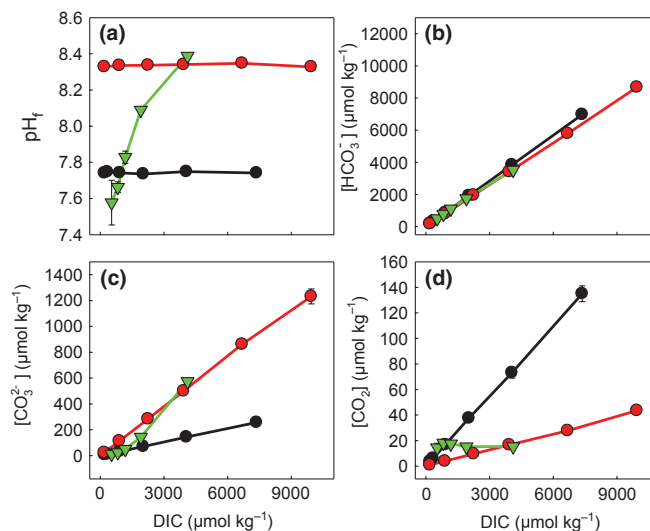 (a)
pH_f
8.6
8.4
8.2
8.0
7.8
7.6
7.4
(b)
[HCO₃⁻] (μmol kg⁻¹)
12000
10000
8000
6000
4000
2000
0
(c)
[CO₃²⁻] (μmol kg⁻¹)
1400
1200
1000
800
600
400
200
0
0 3000 6000 9000
DIC (μmol kg⁻¹)
(d)
[CO₂] (μmol kg⁻¹)
160
140
120
100
80
60
40
20
0
0 3000 6000 9000
DIC (μmol kg⁻¹)